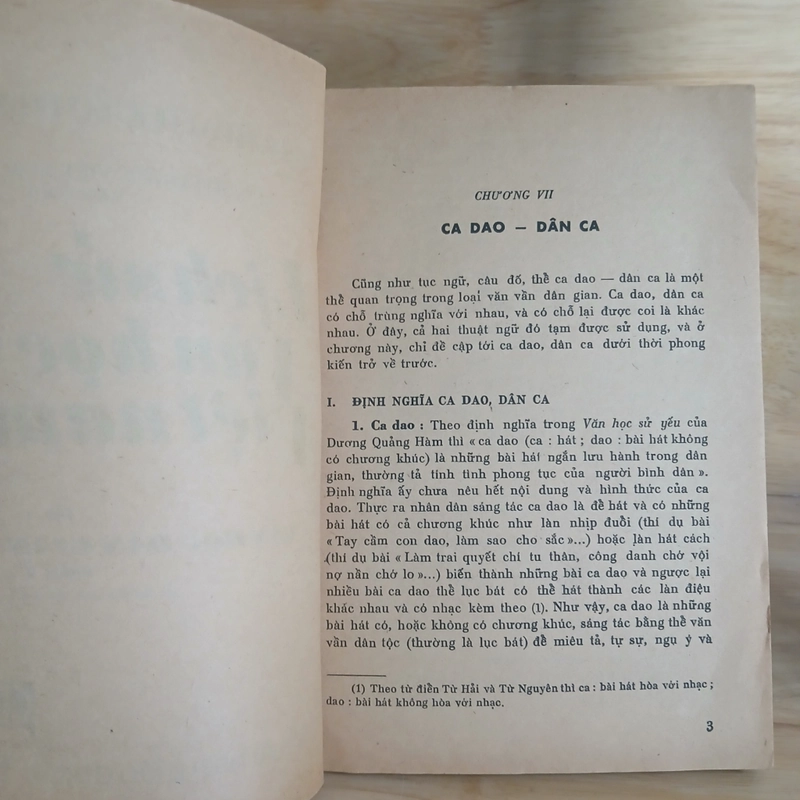 CHƯƠNG VII
CA DAO — DÂN CA
Cũng như tục ngữ, câu đố, thể ca dao — dân ca là một
thể quan trọng trong loại văn vần dân gian. Ca dao, dân ca
có chỗ trùng nghĩa với nhau, và có chỗ lại được coi là khác
nhau. Ở đây, cả hai thuật ngữ đó tạm được sử dụng, và ở
chương này, chỉ đề cập tới ca dao, dân ca dưới thời phong
kiến trở về trước.
I. ĐỊNH NGHĨA CA DAO, DÂN CA
1. Ca dao : Theo định nghĩa trong Văn học sử yếu của
Dương Quảng Hàm thì « ca dao (ca : hát ; dao : bài hát không
có chương khúc) là những bài hát ngắn lưu hành trong dân
gian, thường tả tính tình phong tục của người bình dân ».
Định nghĩa ấy chưa nêu hết nội dung và hình thức của ca
dao. Thực ra nhân dân sáng tác ca dao là để hát và có những
bài hát có cả chương khúc như làn nhịp đuổi (thí dụ bài
« Tay cầm con dao, làm sao cho sắc »...) hoặc làn hát cách
(thí dụ bài « Làm trai quyết chí tu thân, công danh chớ vội
nợ nần chớ lo »...) biến thành những bài ca dao và ngược lại
nhiều bài ca dao thể lục bát có thể hát thành các làn điệu
khác nhau và có nhạc kèm theo (1). Như vậy, ca dao là những
bài hát có, hoặc không có chương khúc, sáng tác bằng thể văn
vần dân tộc (thường là lục bát) để miêu tả, tự sự, ngụ ý và
(1) Theo từ điển Từ Hải và Từ Nguyên thì ca : bài hát hòa với nhạc ;
dao : bài hát không hòa với nhạc.
3